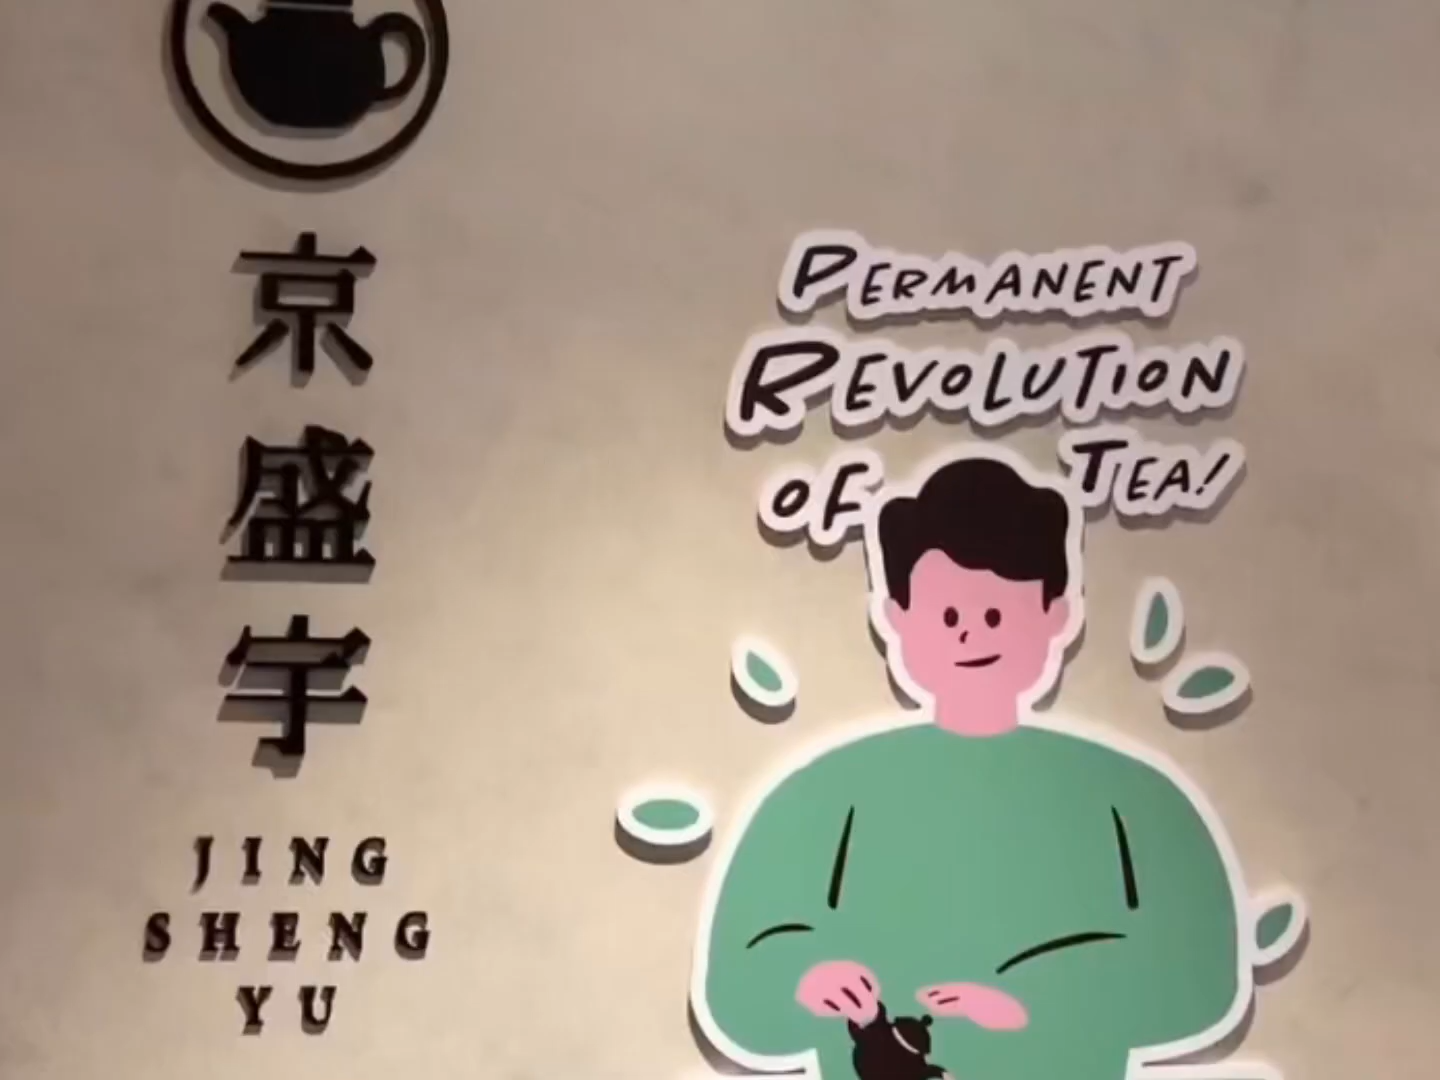 京盛宇
JING
SHENG
YU
PERMANENT
REVOLUTION
OF TEA!